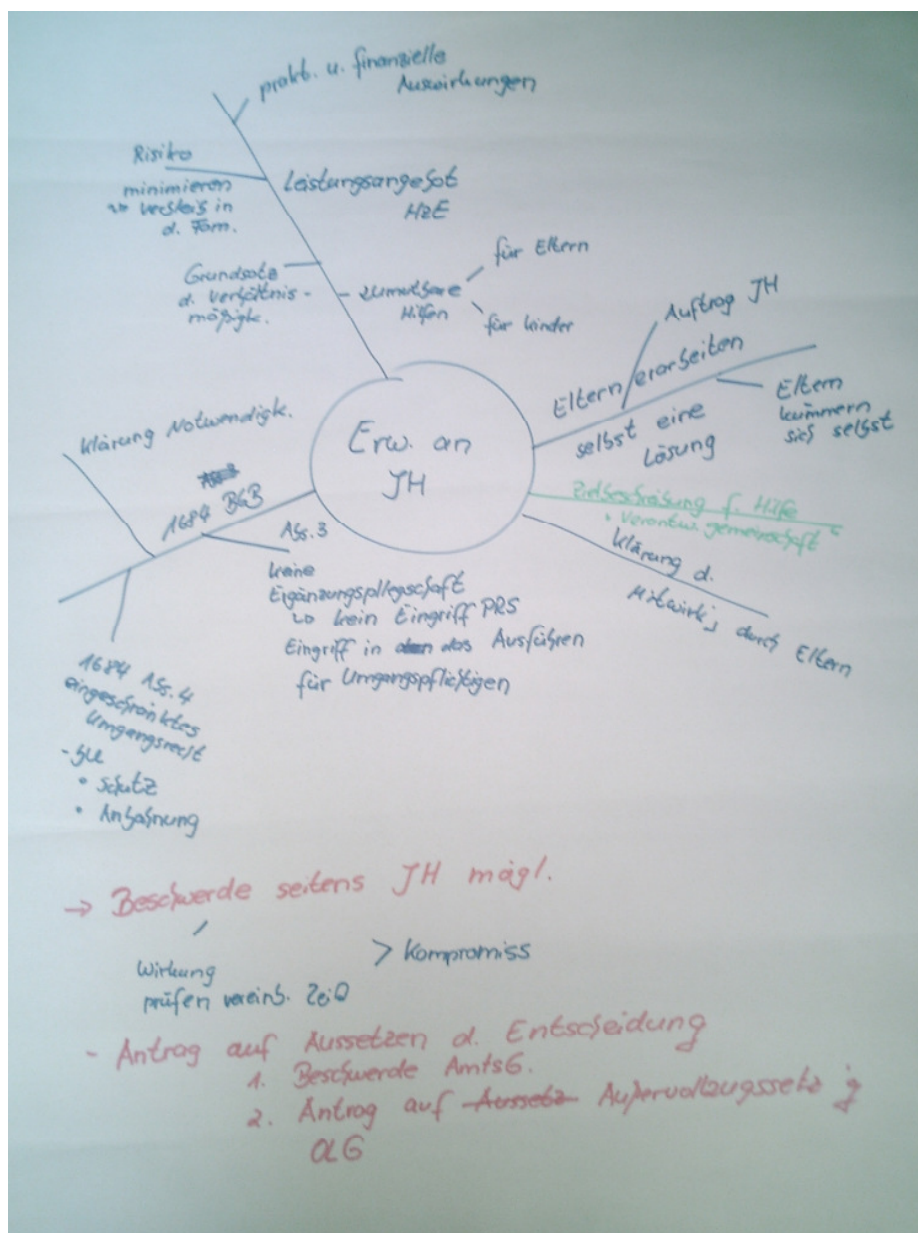 prakt. u. finanzielle
Auswirkungen
Risiko
minimieren
↝ verbleib in
d. Fam.
Leistungsangebot
HzE
Grundsatz
d. verhältnis-
mäßigk.
- zumutbare
Hilfen
für Eltern
für kinder
Auftrag JH
Eltern/erarbeiten
selbst eine
Lösung
Eltern
kümmern
sich selbst
Erw. an
JH
Zielbeschreibung f. Hilfe
"Verantw. gemeinschaft"
klärung d.
Mitwirk. durch Eltern
klärung Notwendigk.
1684 BGB
Abs. 3
keine
Ergänzungspflegschaft
↳ kein Eingriff PRS
Eingriff in das Ausführen
für Umgangspflichtigen
1684 Abs. 4
eingeschränktes
Umgangsrecht
- BU
• Schutz
• Anbahnung
→ Beschwerde seitens JH mögl.
Wirkung
prüfen vereinb.
> Kompromiss
- Antrag auf Aussetzen d. Entscheidung
1. Beschwerde AmtsG.
2. Antrag auf Aussetz Außervollzugssetz'g
OLG